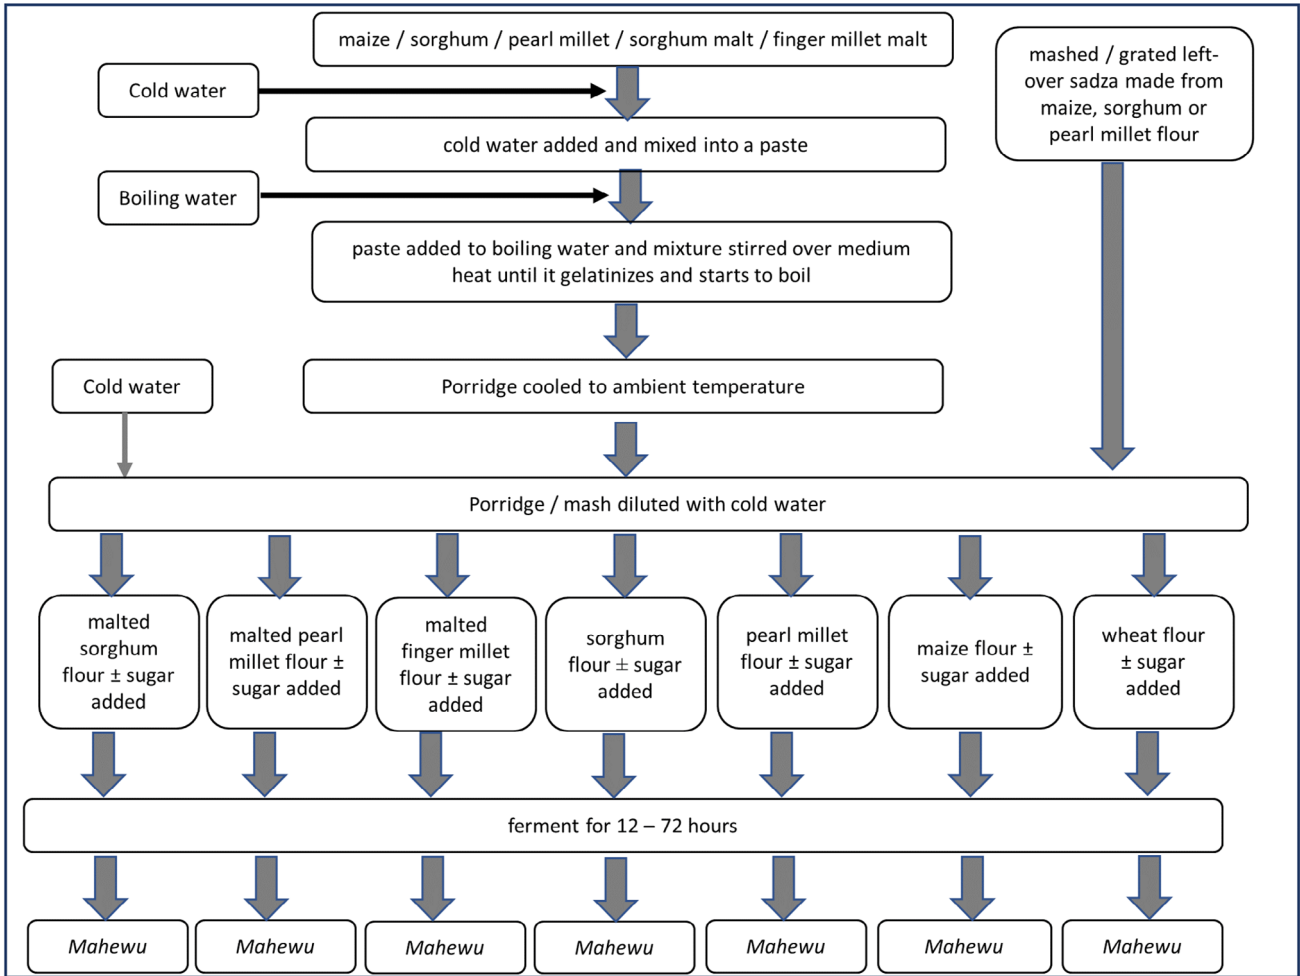 maize / sorghum / pearl millet / sorghum malt / finger millet malt
mashed / grated left-
over sadza made from
maize, sorghum or
pearl millet flour
Cold water
cold water added and mixed into a paste
Boiling water
paste added to boiling water and mixture stirred over medium
heat until it gelatinizes and starts to boil
Cold water
Porridge cooled to ambient temperature
Porridge / mash diluted with cold water
malted
sorghum
flour ± sugar
added
malted pearl
millet flour ±
sugar added
malted
finger millet
flour ± sugar
added
sorghum
flour ± sugar
added
pearl millet
flour ± sugar
added
maize flour ±
sugar added
wheat flour
± sugar
added
ferment for 12 – 72 hours
Mahewu
Mahewu
Mahewu
Mahewu
Mahewu
Mahewu
Mahewu